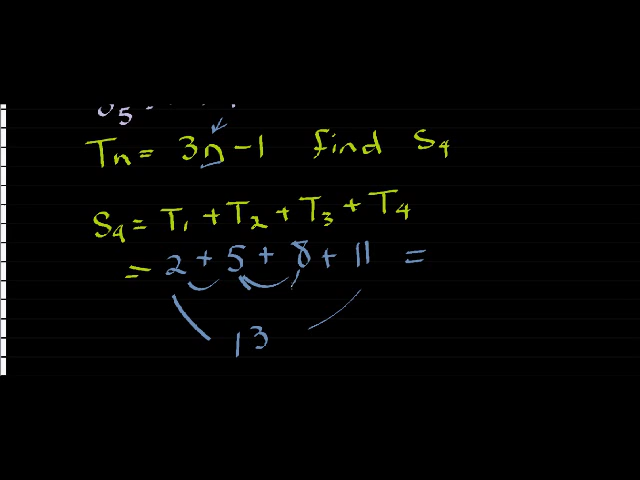 Tn = 3n - 1 find S4
S4 = T1 + T2 + T3 + T4
= 2 + 5 + 8 + 11 =
13